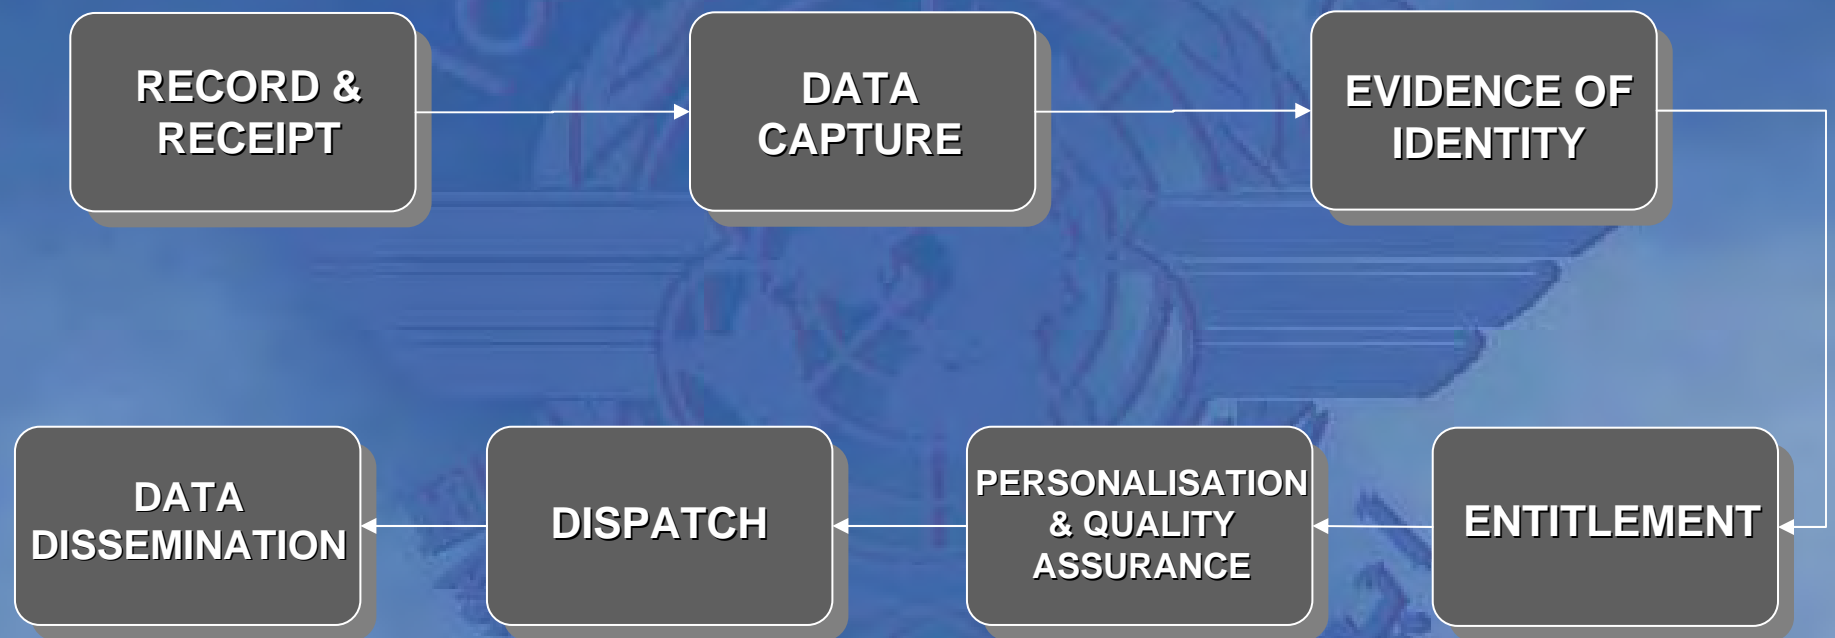 RECORD &
RECEIPT
DATA
CAPTURE
EVIDENCE OF
IDENTITY
ENTITLEMENT
PERSONALISATION
& QUALITY
ASSURANCE
DISPATCH
DATA
DISSEMINATION